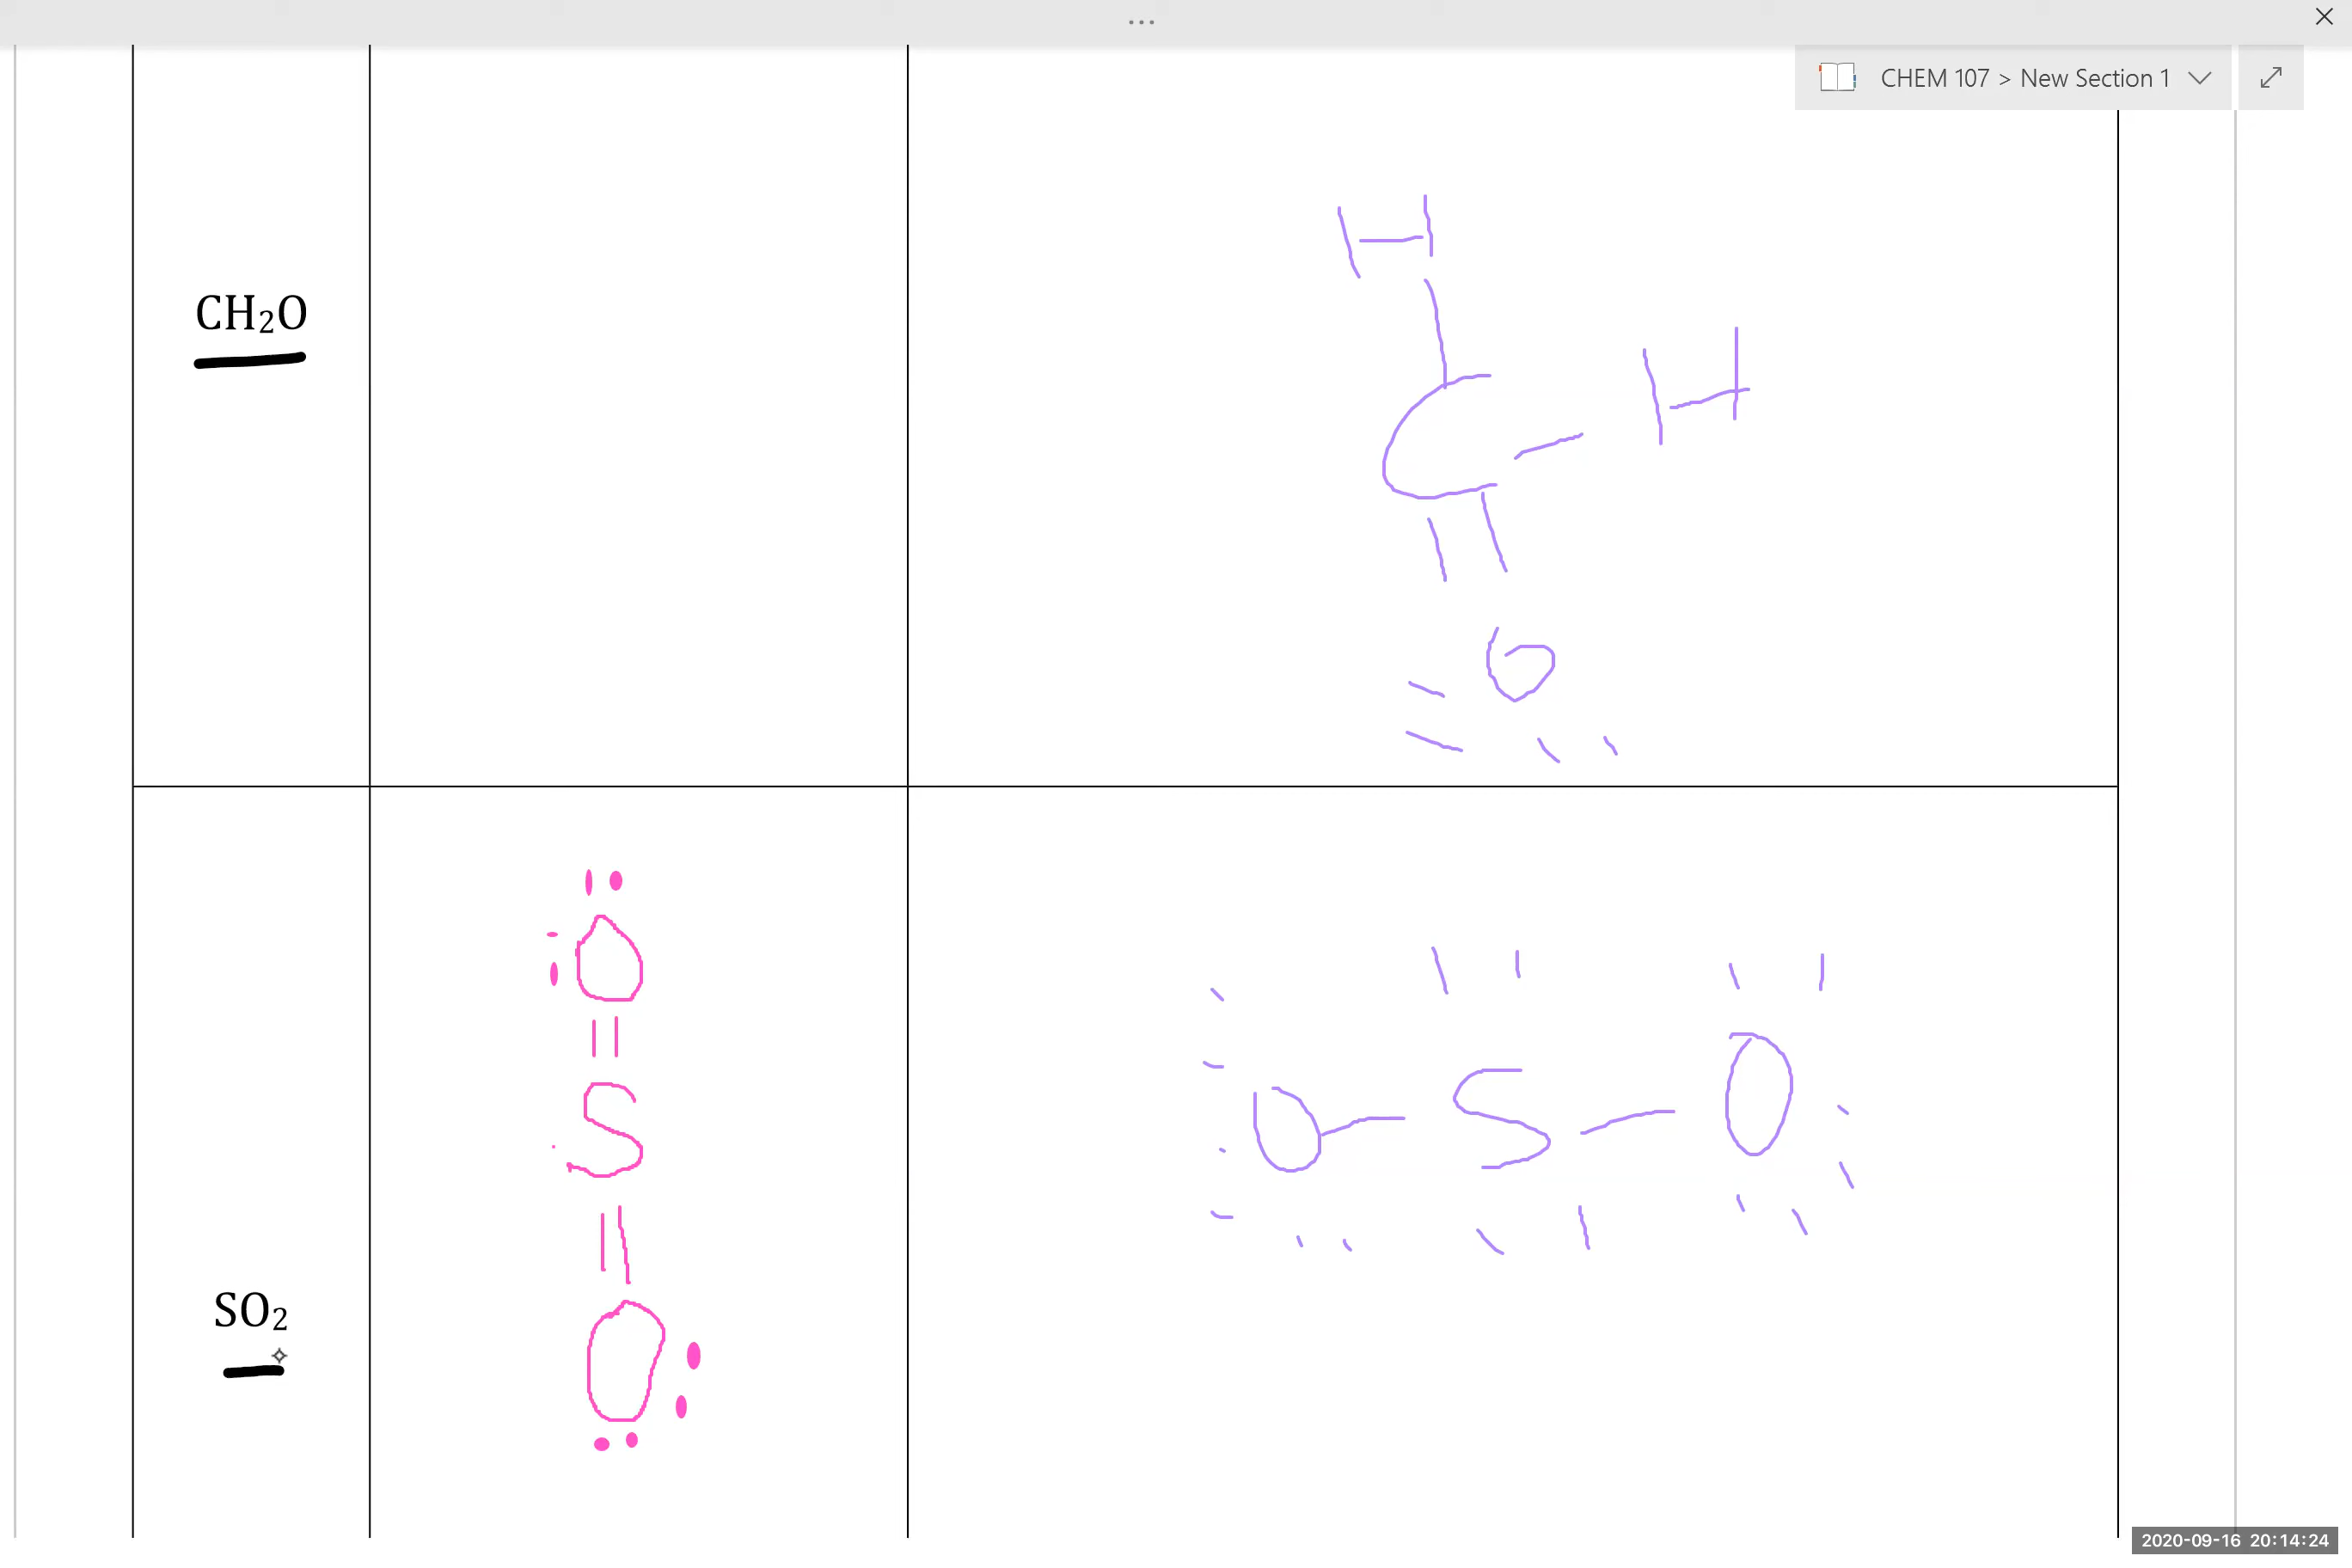 CHEM 107 > New Section 1
H
CH₂O
C
H
O
O
S
O
O
S
O
SO₂
2020-09-16 20:14:24